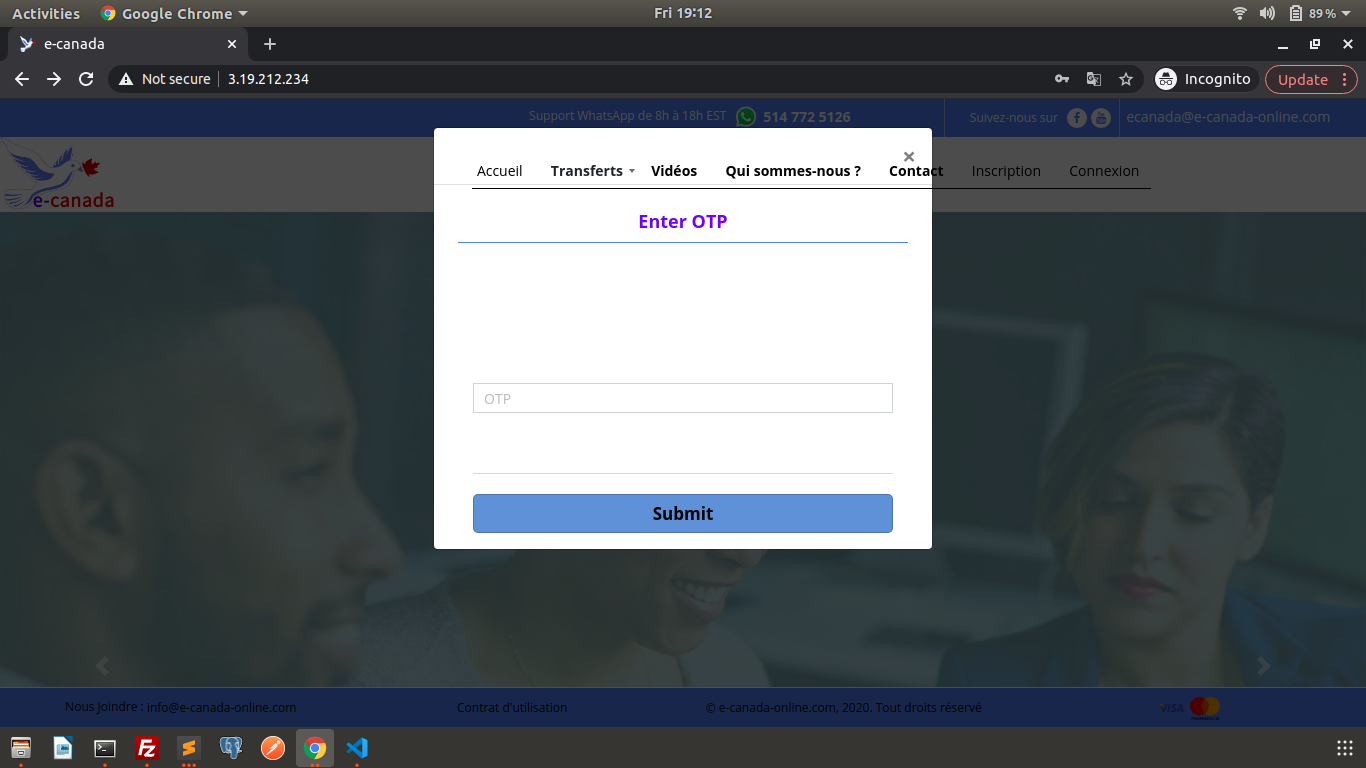 Activities Google Chrome Fri 19:12 89 %
e-canada
Not secure 3.19.212.234 Incognito Update
Support WhatsApp de 8h à 18h EST 514 772 5126 Suivez-nous sur ecanada@e-canada-online.com
Accueil Transferts Vidéos Qui sommes-nous ? Contact Inscription Connexion
e-canada
Enter OTP
OTP
Submit
Nous Joindre : info@e-canada-online.com Contrat d'utilisation © e-canada-online.com, 2020. Tout droits réservé VISA